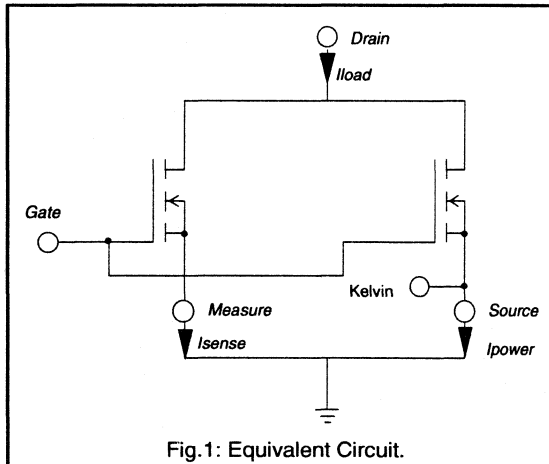 Drain
Iload
Gate
Kelvin
Measure
Source
Isense
Ipower
Fig.1: Equivalent Circuit.